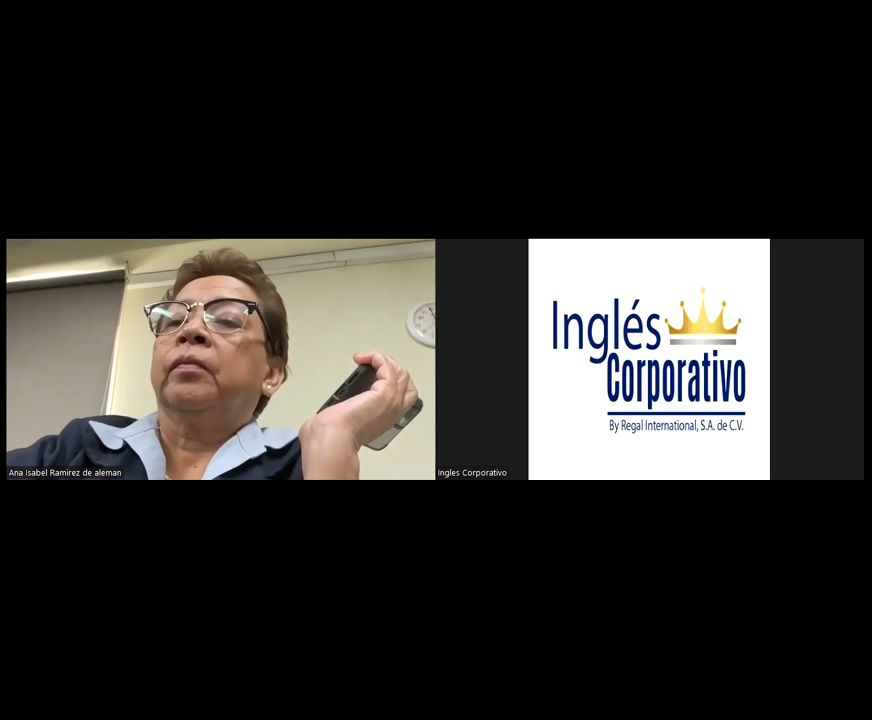 Inglés
Corporativo
By Regal International, S.A. de C.V.
Ana Isabel Ramirez de aleman
Ingles Corporativo